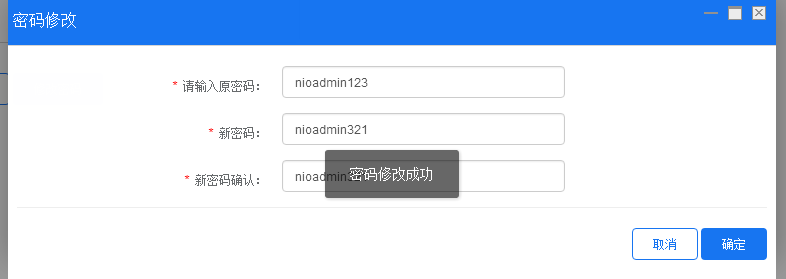 密码修改
* 请输入原密码： nioadmin123
* 新密码： nioadmin321
* 新密码确认：
密码修改成功
取消 确定